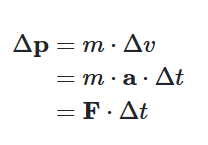 Δp = m · Δv
= m · a · Δt
= F · Δt